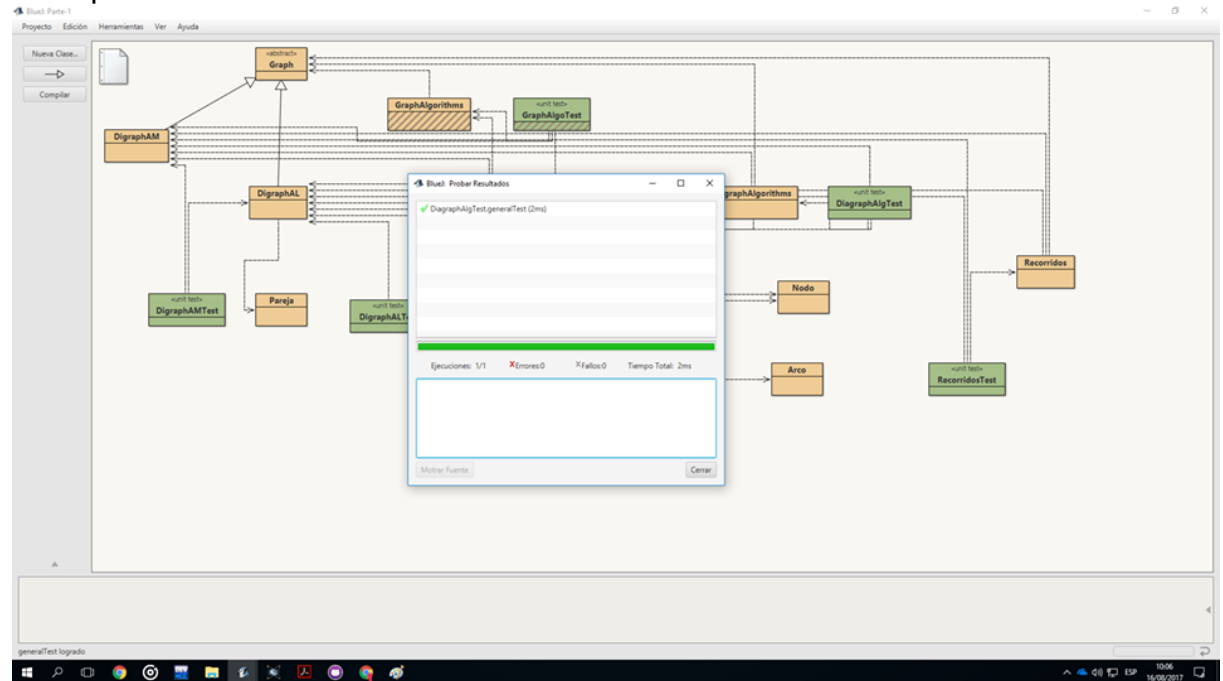 BlueJ: Parte-1
Proyecto Edición Herramientas Ver Ayuda
Nueva Clase...
Compilar
«abstract»
Graph
GraphAlgorithms
«unit test»
GraphAlgoTest
DigraphAM
DigraphAL
raphAlgorithms
«unit test»
DiagraphAlgTest
Recorridos
«unit test»
DigraphAMTest
Pareja
«unit test»
DigraphALT
Nodo
Arco
«unit test»
RecorridosTest
BlueJ: Probar Resultados
DiagraphAlgTest.generalTest (2ms)
Ejecuciones: 1/1 XErrores:0 XFallos:0 Tiempo Total: 2ms
Motrar Fuente Cerrar
generalTest logrado
ESP 10:06
16/08/2017